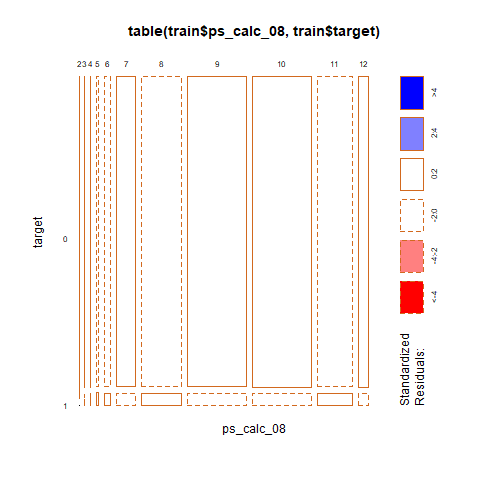 table(train$ps_calc_08, train$target)
2 3 4 5 6 7 8 9 10 11 12
target
0
1
ps_calc_08
Standardized
Residuals:
<-4
-4:-2
-2:0
0:2
2:4
>4